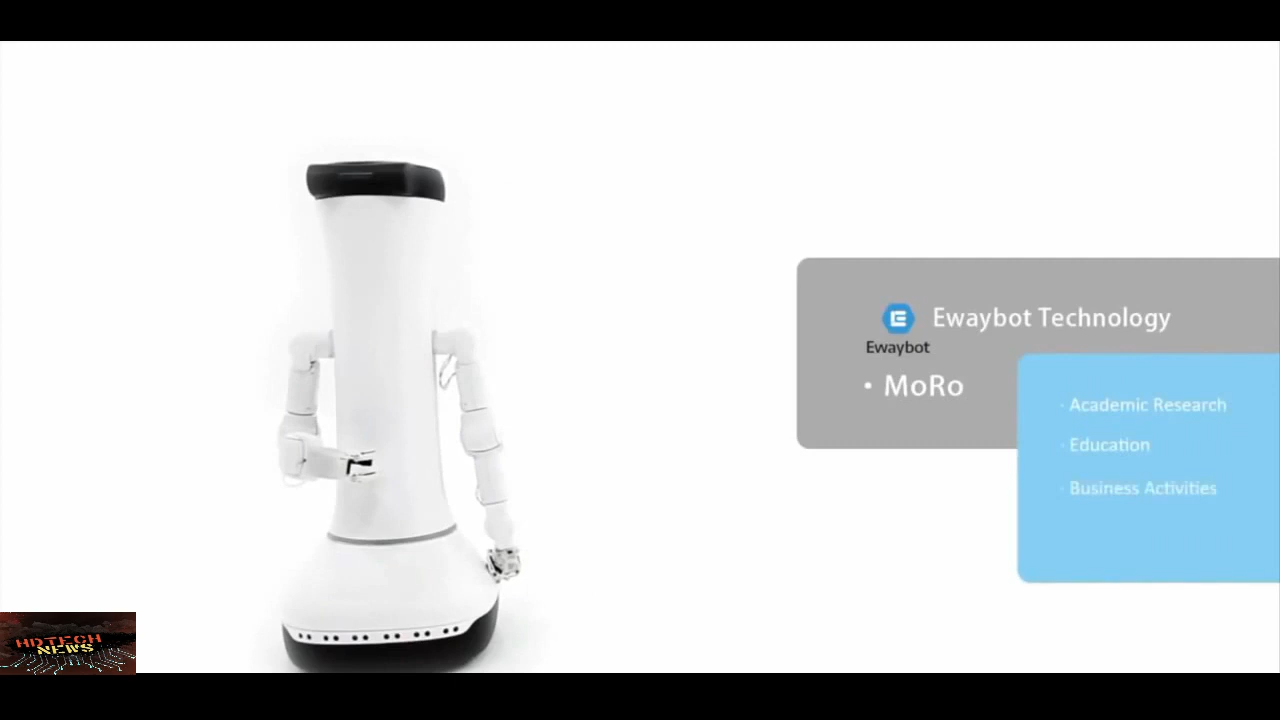 Ewaybot Technology
Ewaybot
• MoRo
· Academic Research
· Education
· Business Activities
HDTECH
NEWS